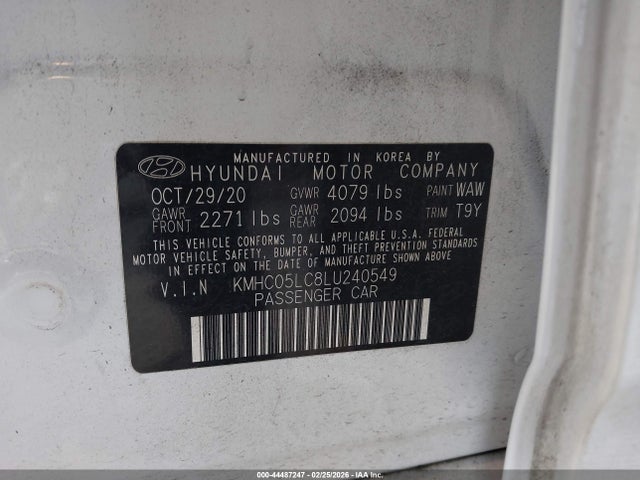 MANUFACTURED IN KOREA BY
HYUNDAI MOTOR COMPANY
OCT/29/20 GVWR 4079 lbs PAINT WAW
GAWR FRONT 2271 lbs GAWR REAR 2094 lbs TRIM T9Y
THIS VEHICLE CONFORMS TO ALL APPLICABLE U.S.A. FEDERAL
MOTOR VEHICLE SAFETY, BUMPER, AND THEFT PREVENTION STANDARDS
IN EFFECT ON THE DATE OF MANUFACTURE SHOWN ABOVE.
V.I.N KMHC05LC8LU240549
PASSENGER CAR
000-44487247 - 02/25/2026 - COPART.CA